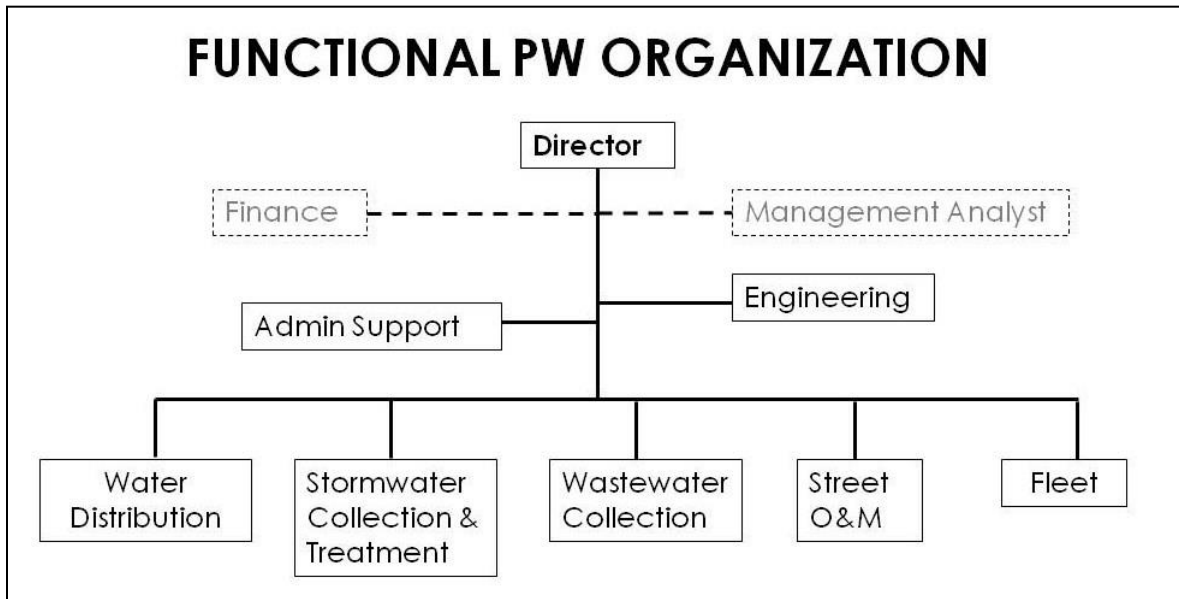 FUNCTIONAL PW ORGANIZATION
Director
Finance
Management Analyst
Engineering
Admin Support
Water
Distribution
Stormwater
Collection &
Treatment
Wastewater
Collection
Street
O&M
Fleet